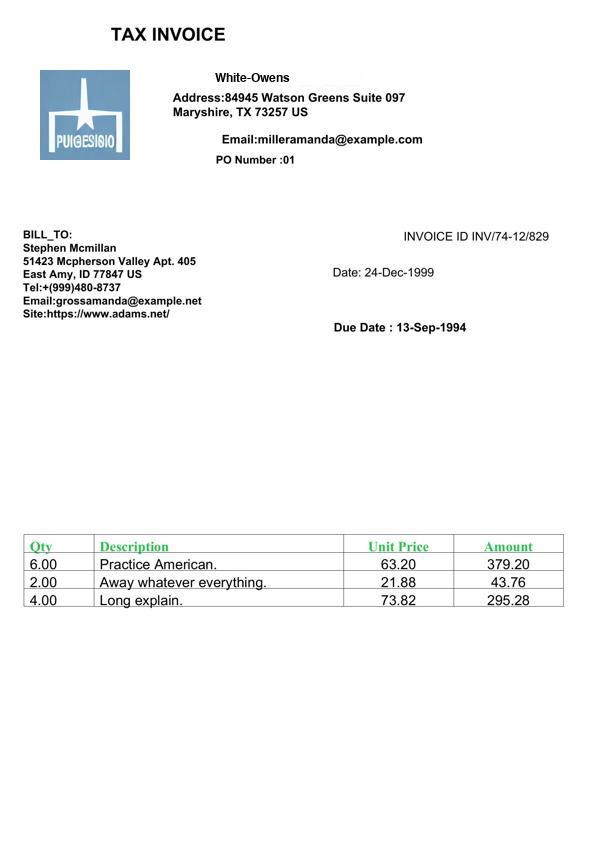 TAX INVOICE
PUIGESIBIO
White-Owens
Address:84945 Watson Greens Suite 097
Maryshire, TX 73257 US
Email:milleramanda@example.com
PO Number :01
BILL_TO:
Stephen Mcmillan
51423 Mcpherson Valley Apt. 405
East Amy, ID 77847 US
Tel:+(999)480-8737
Email:grossamanda@example.net
Site:https://www.adams.net/
INVOICE ID INV/74-12/829
Date: 24-Dec-1999
Due Date : 13-Sep-1994
Qty Description Unit Price Amount
6.00 Practice American. 63.20 379.20
2.00 Away whatever everything. 21.88 43.76
4.00 Long explain. 73.82 295.28